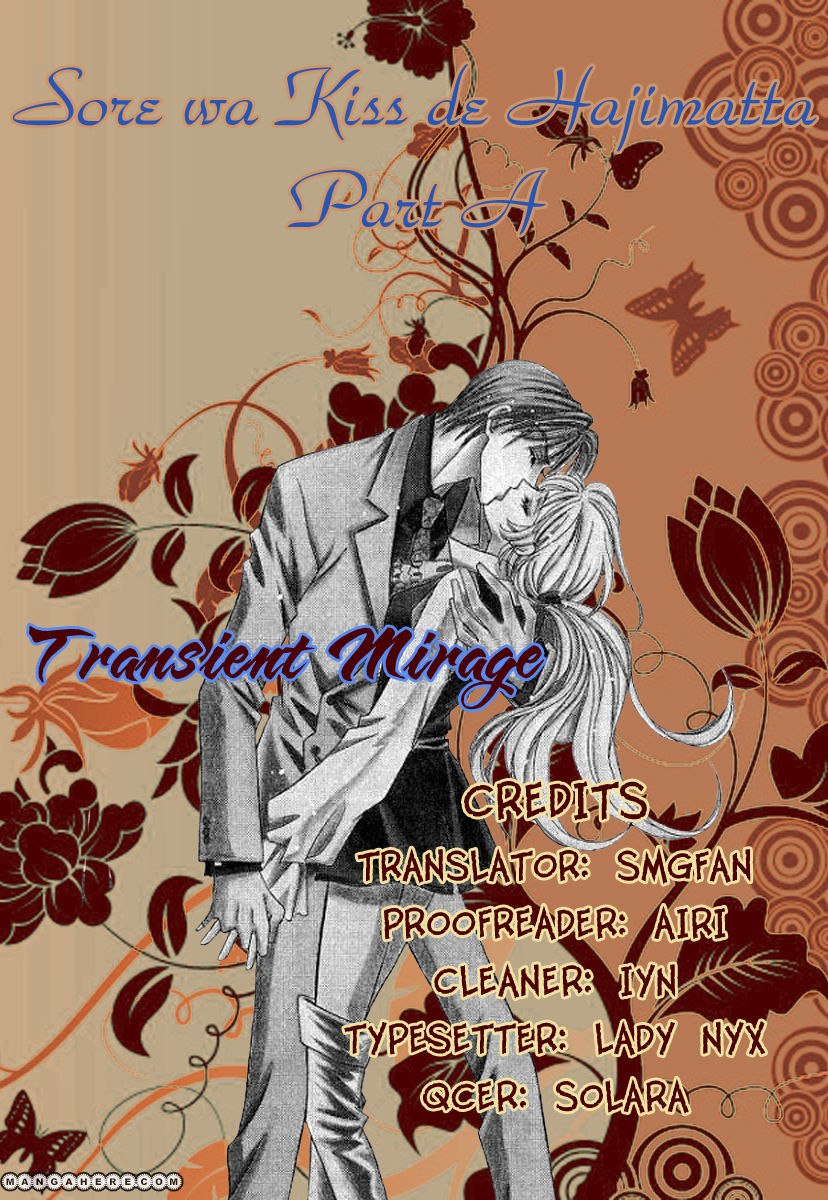 Sore wa Kiss de Hajimatta
Part A
Transient Mirage
CREDITS
TRANSLATOR: SMGFAN
PROOFREADER: AIRI
CLEANER: IYN
TYPESETTER: LADY NYX
QCER: SOLARA
MANGAHERE.COM